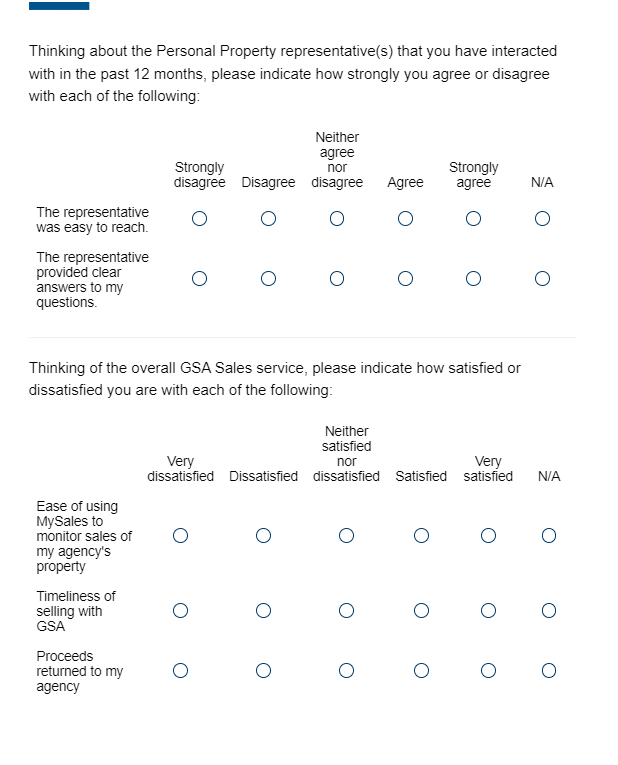 Thinking about the Personal Property representative(s) that you have interacted
with in the past 12 months, please indicate how strongly you agree or disagree
with each of the following:
Strongly
disagree
Disagree
Neither
agree
nor
disagree
Agree
Strongly
agree
N/A
The representative
was easy to reach.
The representative
provided clear
answers to my
questions.
Thinking of the overall GSA Sales service, please indicate how satisfied or
dissatisfied you are with each of the following:
Very
dissatisfied
Dissatisfied
Neither
satisfied
nor
dissatisfied
Satisfied
Very
satisfied
N/A
Ease of using
MySales to
monitor sales of
my agency's
property
Timeliness of
selling with
GSA
Proceeds
returned to my
agency